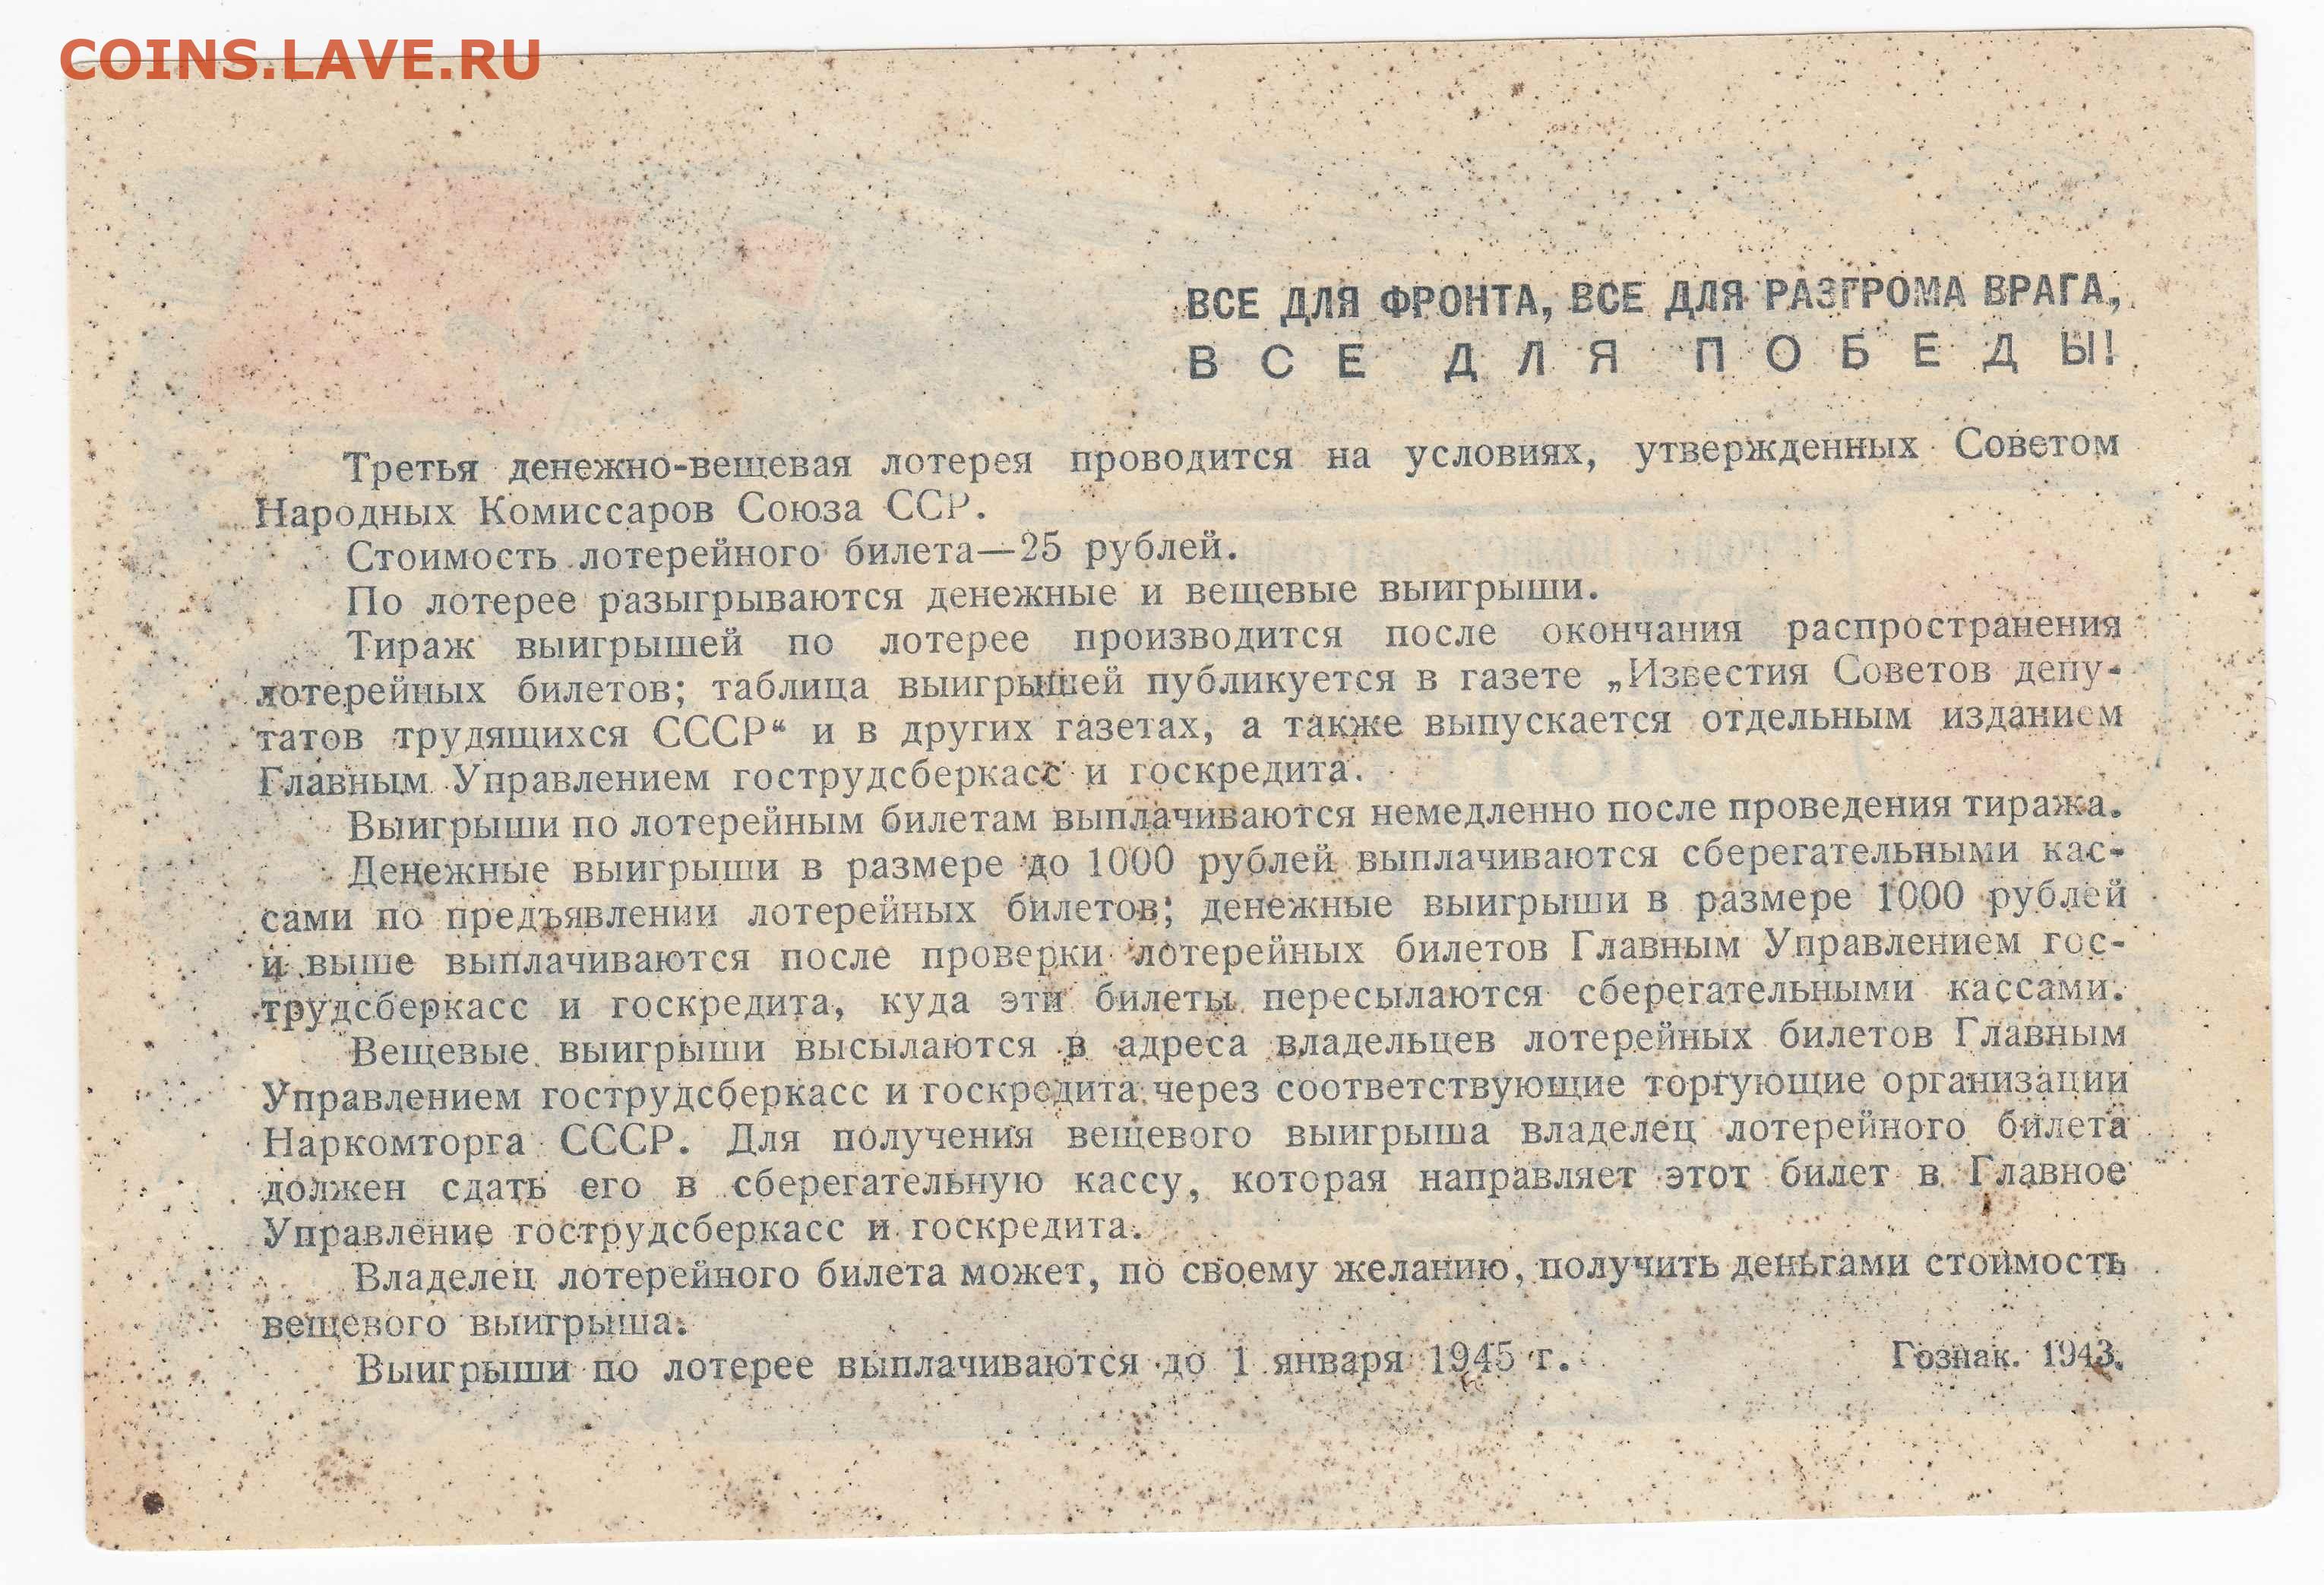 COINS.LAVE.RU
ВСЕ ДЛЯ ФРОНТА, ВСЕ ДЛЯ РАЗГРОМА ВРАГА,
ВСЕ ДЛЯ ПОБЕДЫ!
Третья денежно-вещевая лотерея проводится на условиях, утвержденных Советом
Народных Комиссаров Союза ССР.
Стоимость лотерейного билета—25 рублей.
По лотерее разыгрываются денежные и вещевые выигрыши.
Тираж выигрышей по лотерее производится после окончания распространения
лотерейных билетов; таблица выигрышей публикуется в газете „Известия Советов депу-
татов трудящихся СССР“ и в других газетах, а также выпускается отдельным изданием
Главным Управлением гострудсберкасс и госкредита.
Выигрыши по лотерейным билетам выплачиваются немедленно после проведения тиража.
Денежные выигрыши в размере до 1000 рублей выплачиваются сберегательными кас-
сами по предъявлении лотерейных билетов; денежные выигрыши в размере 1000 рублей
и выше выплачиваются после проверки лотерейных билетов Главным Управлением гос-
трудсберкасс и госкредита, куда эти билеты пересылаются сберегательными кассами.
Вещевые выигрыши высылаются в адреса владельцев лотерейных билетов Главным
Управлением гострудсберкасс и госкредита через соответствующие торгующие организации
Наркомторга СССР. Для получения вещевого выигрыша владелец лотерейного билета
должен сдать его в сберегательную кассу, которая направляет этот билет в Главное
Управление гострудсберкасс и госкредита.
Владелец лотерейного билета может, по своему желанию, получить деньгами стоимость
вещевого выигрыша.
Выигрыши по лотерее выплачиваются до 1 января 1945 г. Гознак. 1943.